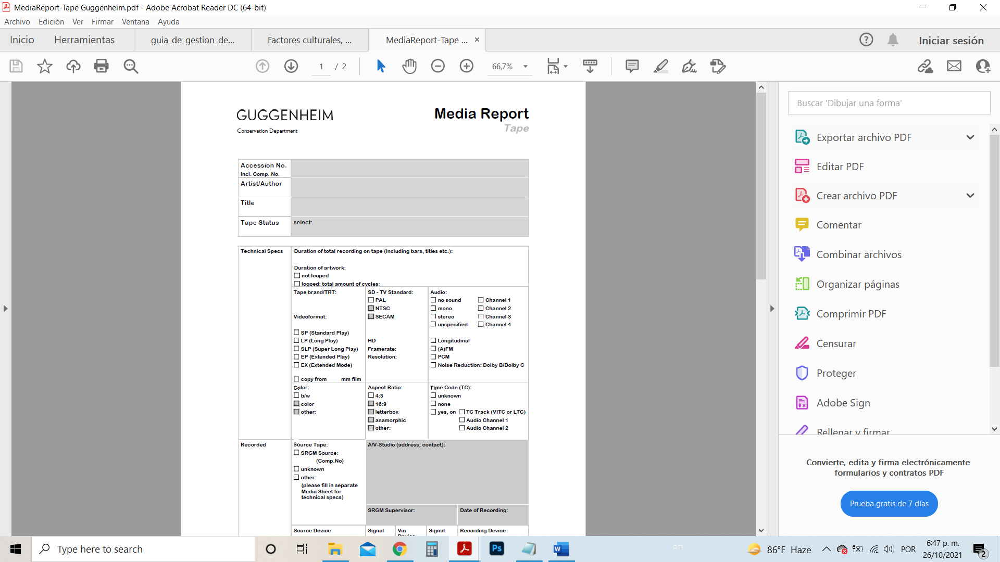 MediaReport-Tape Guggenheim.pdf - Adobe Acrobat Reader DC (64-bit)
Archivo Edición Ver Firmar Ventana Ayuda
Inicio Herramientas guia_de_gestion_de... Factores culturales, ... MediaReport-Tape ... Iniciar sesión
1 / 2 66,7%
GUGGENHEIM
Conservation Department
Media Report
Tape
Accession No.
incl. Comp. No.
Artist/Author
Title
Tape Status select:
Technical Specs
Duration of total recording on tape (including bars, titles etc.):
Duration of artwork:
not looped
looped; total amount of cycles:
Tape brand/TRT:
Videoformat:
SP (Standard Play)
LP (Long Play)
SLP (Super Long Play)
EP (Extended Play)
EX (Extended Mode)
copy from mm film
SD - TV Standard:
PAL
NTSC
SECAM
HD
Framerate:
Resolution:
Audio:
no sound Channel 1
mono Channel 2
stereo Channel 3
unspecified Channel 4
Longitudinal
(A)FM
PCM
Noise Reduction: Dolby B/Dolby C
Color:
b/w
color
other:
Aspect Ratio:
4:3
16:9
letterbox
anamorphic
other:
Time Code (TC):
unknown
none
yes, on TC Track (VITC or LTC)
Audio Channel 1
Audio Channel 2
Recorded
Source Tape:
SRGM Source:
(Comp.No)
unknown
other:
(please fill in separate
Media Sheet for
technical specs)
A/V-Studio (address, contact):
SRGM Supervisor: Date of Recording:
Source Device Signal Via Signal Recording Device
Buscar 'Dibujar una forma'
Exportar archivo PDF
Editar PDF
Crear archivo PDF
Comentar
Combinar archivos
Organizar páginas
Comprimir PDF
Censurar
Proteger
Adobe Sign
Rellenar y firmar
Convierte, edita y firma electrónicamente
formularios y contratos PDF
Prueba gratis de 7 días
Type here to search
Ps
W
PT
86°F Haze
POR
6:47 p. m.
26/10/2021
2